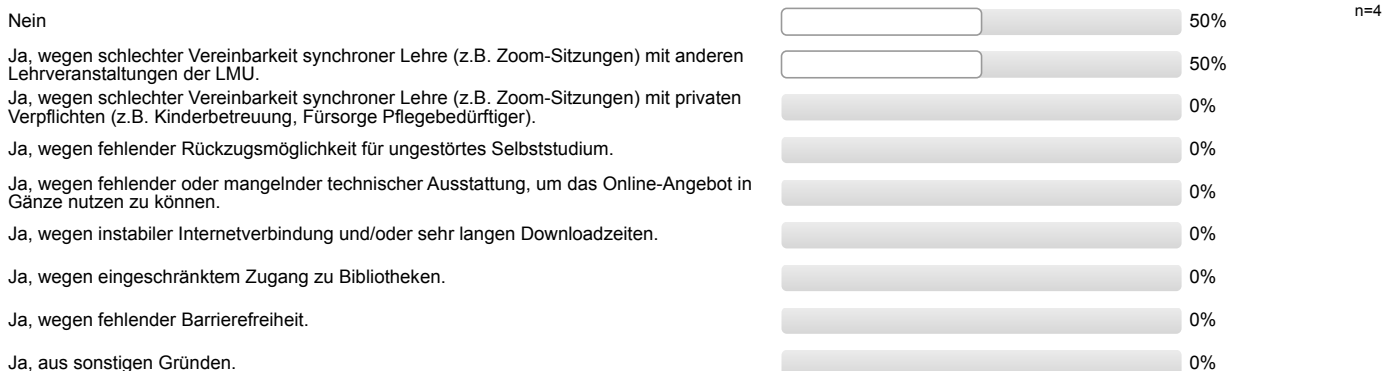 Nein 50% n=4
Ja, wegen schlechter Vereinbarkeit synchroner Lehre (z.B. Zoom-Sitzungen) mit anderen
Lehrveranstaltungen der LMU. 50%
Ja, wegen schlechter Vereinbarkeit synchroner Lehre (z.B. Zoom-Sitzungen) mit privaten
Verpflichten (z.B. Kinderbetreuung, Fürsorge Pflegebedürftiger). 0%
Ja, wegen fehlender Rückzugsmöglichkeit für ungestörtes Selbststudium. 0%
Ja, wegen fehlender oder mangelnder technischer Ausstattung, um das Online-Angebot in
Gänze nutzen zu können. 0%
Ja, wegen instabiler Internetverbindung und/oder sehr langen Downloadzeiten. 0%
Ja, wegen eingeschränktem Zugang zu Bibliotheken. 0%
Ja, wegen fehlender Barrierefreiheit. 0%
Ja, aus sonstigen Gründen. 0%